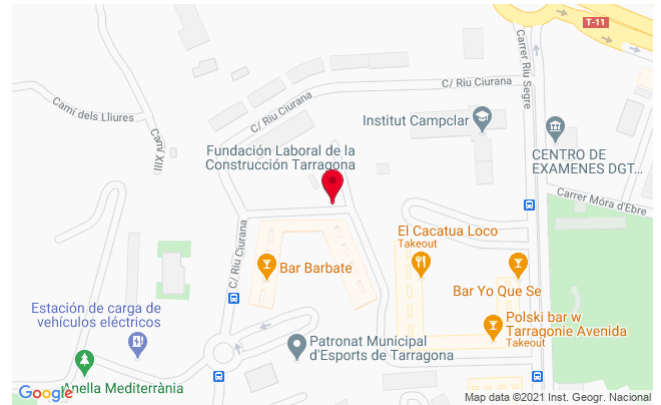 T-11
Carrer Riu Segre
C/ Riu Ciurana
Camí dels Lliures
C/ Riu Ciurana
Institut Campclar
Camí XIII
Fundación Laboral de la
Construcción Tarragona
CENTRO DE
EXAMENES DGT...
Carrer Móra d'Ebre
El Cacatua Loco
Takeout
C/ Riu Ciurana
Bar Barbate
Bar Yo Que Se
Estación de carga de
vehículos eléctricos
Polski bar w
Tarragonie Avenida
Takeout
Patronat Municipal
d'Esports de Tarragona
Anella Mediterrània
Google
Map data ©2021 Inst. Geogr. Nacional